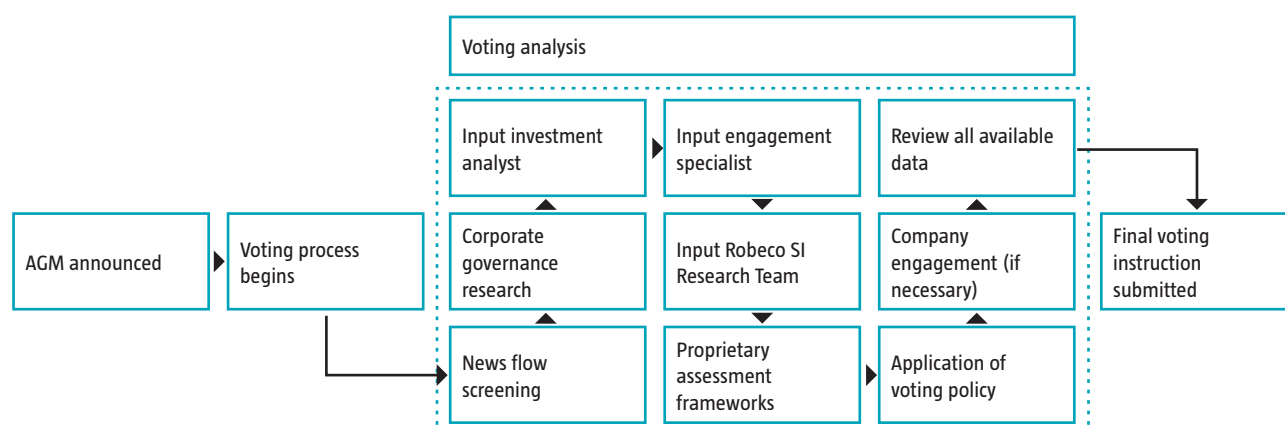 Voting analysis
Input investment
analyst
Input engagement
specialist
Review all available
data
AGM announced
Voting process
begins
Corporate
governance
research
Input Robeco SI
Research Team
Company
engagement (if
necessary)
Final voting
instruction
submitted
News flow
screening
Proprietary
assessment
frameworks
Application of
voting policy